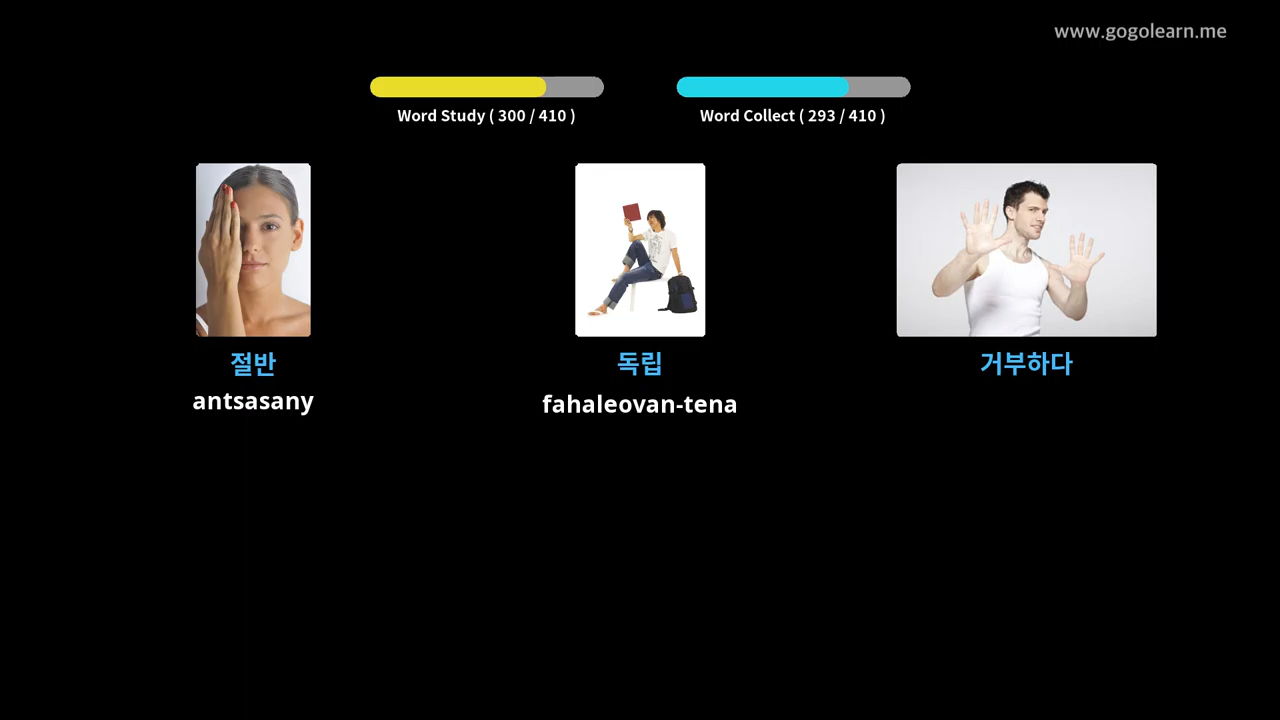 www.gogolearn.me
Word Study ( 300 / 410 )
Word Collect ( 293 / 410 )
절반
독립
거부하다
antsasany
fahaleovan-tena